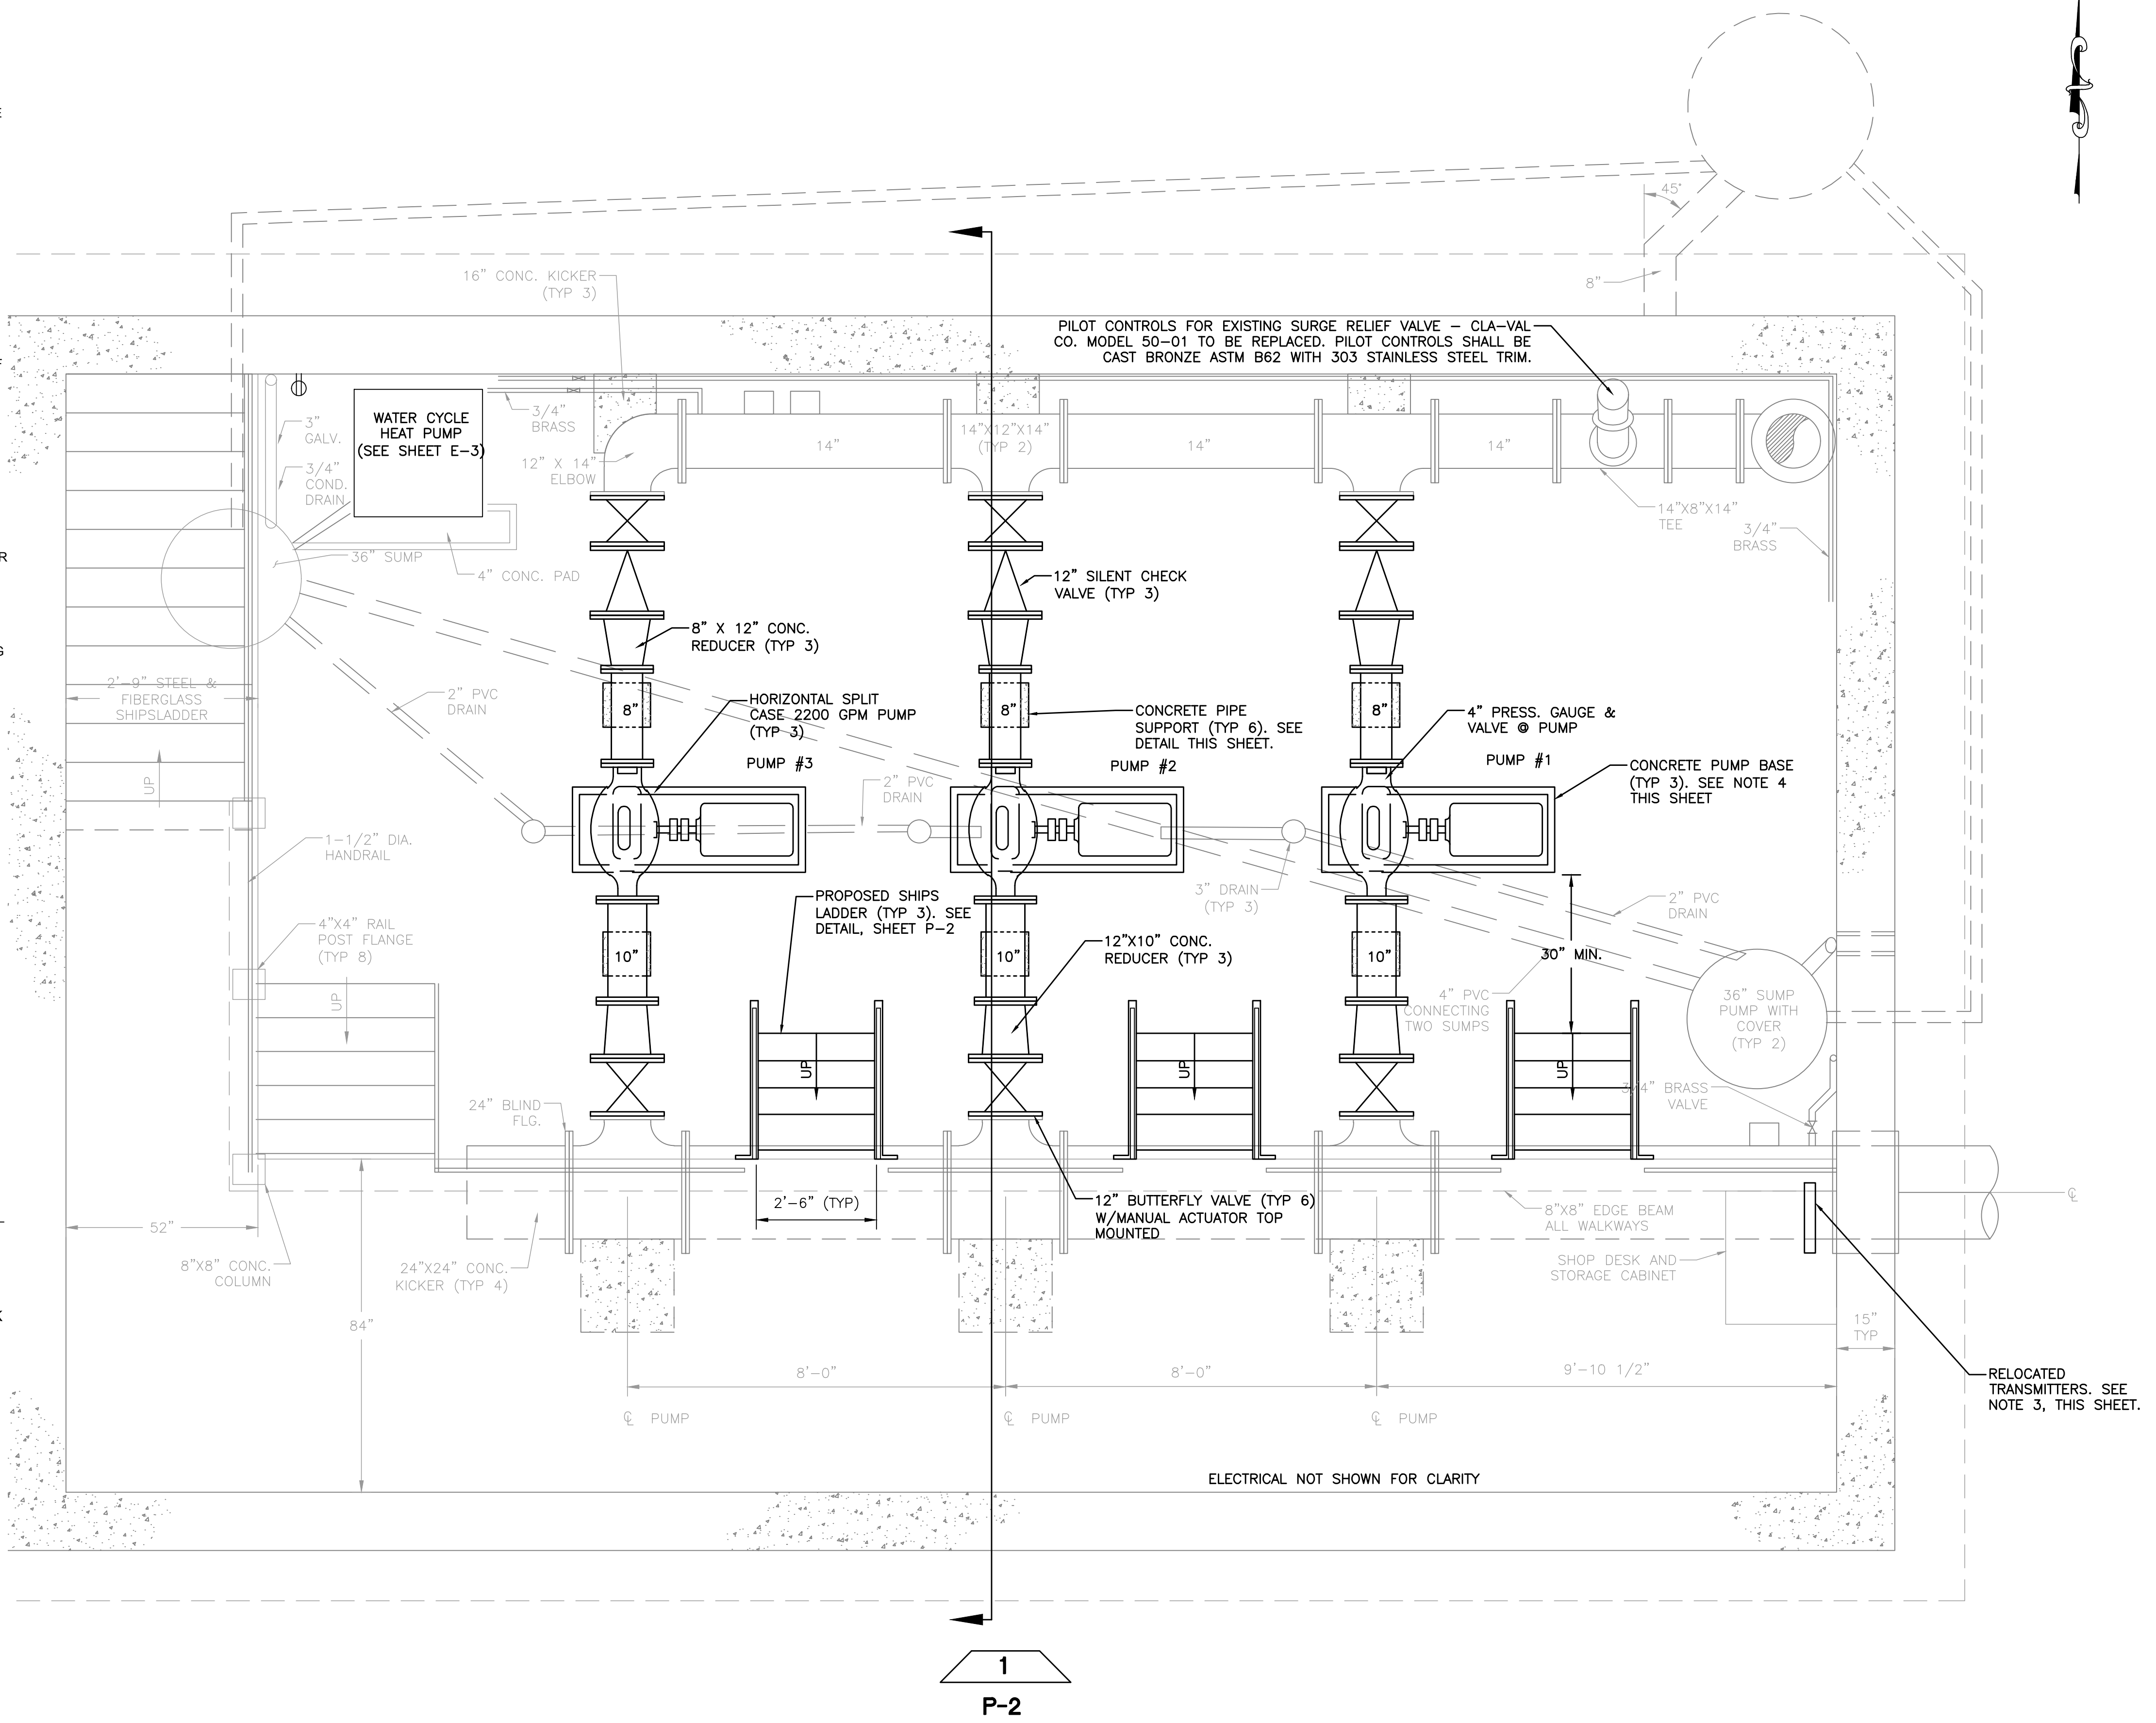 45°
8"
16" CONC. KICKER
(TYP 3)
PILOT CONTROLS FOR EXISTING SURGE RELIEF VALVE – CLA-VAL
CO. MODEL 50-01 TO BE REPLACED. PILOT CONTROLS SHALL BE
CAST BRONZE ASTM B62 WITH 303 STAINLESS STEEL TRIM.
WATER CYCLE
HEAT PUMP
(SEE SHEET E-3)
3"
GALV.
3/4"
COND.
DRAIN
3/4"
BRASS
12" X 14"
ELBOW
14"
14"X12"X14"
(TYP 2)
14"
14"
14"X8"X14"
TEE
3/4"
BRASS
36" SUMP
4" CONC. PAD
12" SILENT CHECK
VALVE (TYP 3)
8" X 12" CONC.
REDUCER (TYP 3)
2'-9" STEEL &
FIBERGLASS
SHIPSLADDER
UP
2" PVC
DRAIN
8"
HORIZONTAL SPLIT
CASE 2200 GPM PUMP
(TYP 3)
PUMP #3
8"
CONCRETE PIPE
SUPPORT (TYP 6). SEE
DETAIL THIS SHEET.
PUMP #2
8"
4" PRESS. GAUGE &
VALVE @ PUMP
PUMP #1
CONCRETE PUMP BASE
(TYP 3). SEE NOTE 4
THIS SHEET
2" PVC
DRAIN
1-1/2" DIA.
HANDRAIL
4"X4" RAIL
POST FLANGE
(TYP 8)
UP
PROPOSED SHIPS
LADDER (TYP 3). SEE
DETAIL, SHEET P-2
3" DRAIN
(TYP 3)
2" PVC
DRAIN
10"
10"
10"
12"X10" CONC.
REDUCER (TYP 3)
30" MIN.
4" PVC
CONNECTING
TWO SUMPS
36" SUMP
PUMP WITH
COVER
(TYP 2)
UP
UP
UP
3/4" BRASS
VALVE
24" BLIND
FLG.
2'-6" (TYP)
12" BUTTERFLY VALVE (TYP 6)
W/MANUAL ACTUATOR TOP
MOUNTED
8"X8" EDGE BEAM
ALL WALKWAYS
℄
52"
8"X8" CONC.
COLUMN
24"X24" CONC.
KICKER (TYP 4)
SHOP DESK AND
STORAGE CABINET
84"
15"
TYP
8'-0"
8'-0"
9'-10 1/2"
RELOCATED
TRANSMITTERS. SEE
NOTE 3, THIS SHEET.
℄ PUMP
℄ PUMP
℄ PUMP
ELECTRICAL NOT SHOWN FOR CLARITY
1
P-2